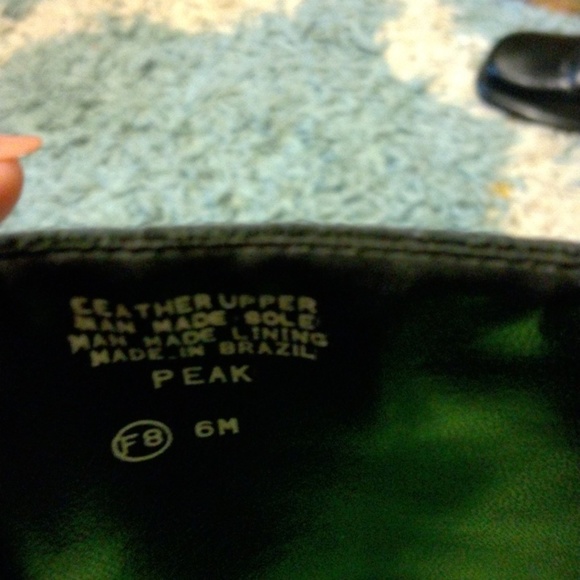 LEATHER UPPER
MAN MADE SOLE
MAN MADE LINING
MADE IN BRAZIL
PEAK
F8 6M